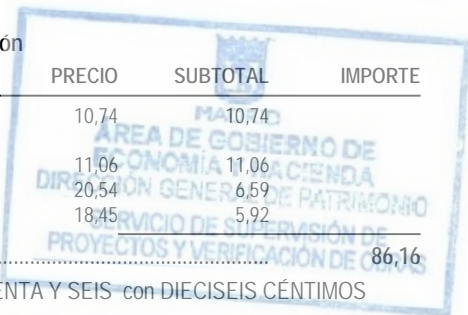 ón
PRECIO SUBTOTAL IMPORTE
10,74 10,74
11,06 11,06
20,54 6,59
18,45 5,92
86,16
ENTA Y SEIS con DIECISEIS CÉNTIMOS
MADRID
ÁREA DE GOBIERNO DE
ECONOMÍA Y HACIENDA
DIRECCIÓN GENERAL DE PATRIMONIO
SERVICIO DE SUPERVISIÓN DE
PROYECTOS Y VERIFICACIÓN DE OBRAS